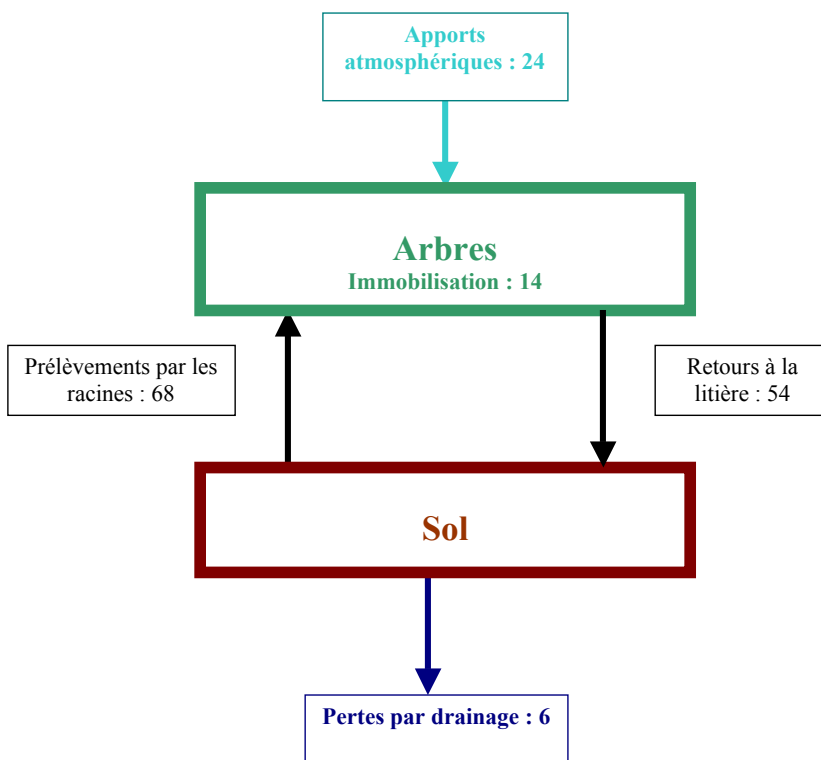 Apports
atmosphériques : 24
Arbres
Immobilisation : 14
Prélèvements par les
racines : 68
Retours à la
litière : 54
Sol
Pertes par drainage : 6